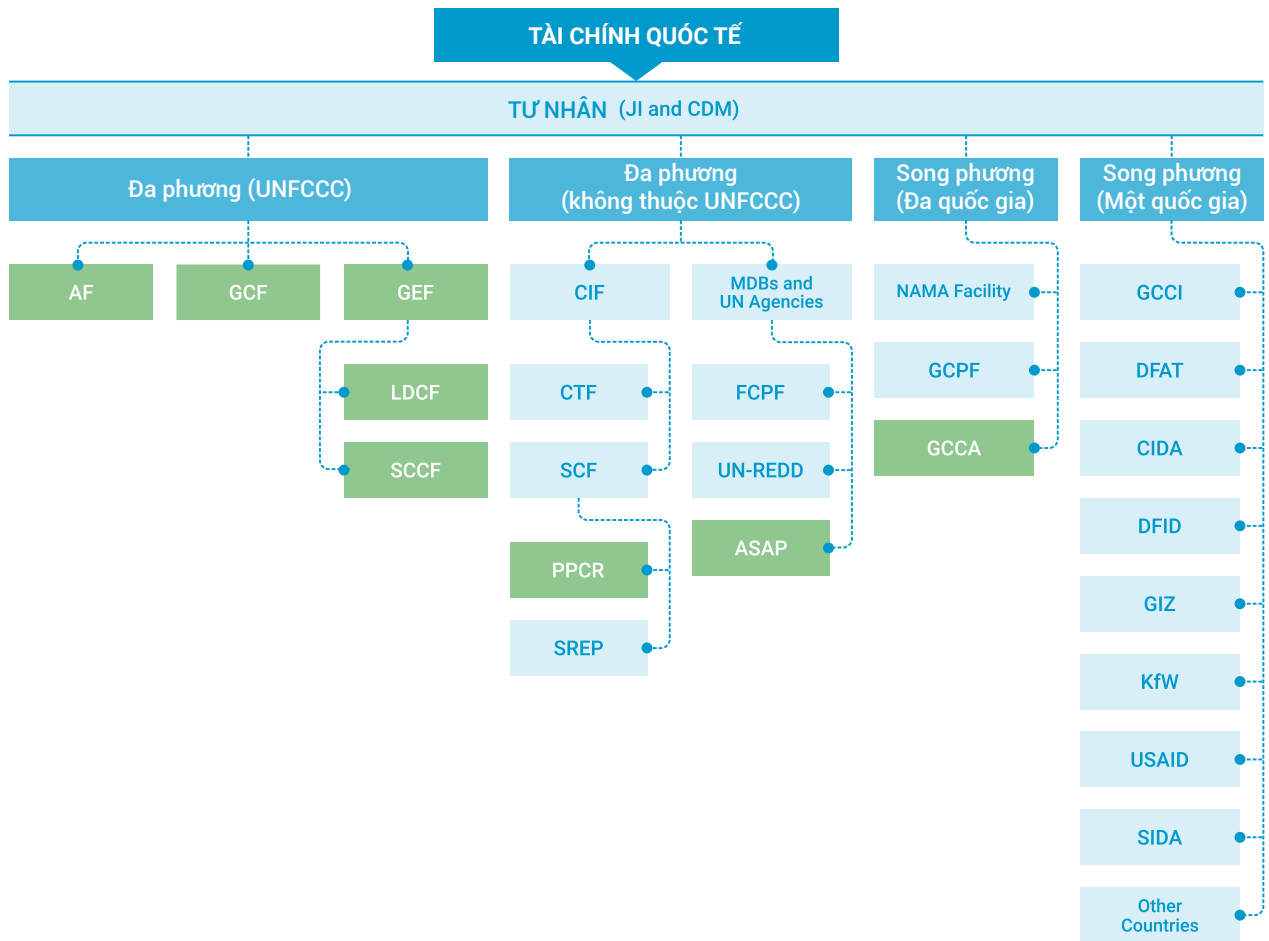 TÀI CHÍNH QUÓC TẾ
TƯ NHÂN (JI and CDM)
Đa phương (UNFCCC)
Đa phương
(không thuộc UNFCCC)
Song phương
(Đa quốc gia)
Song phương
(Một quốc gia)
AF
GCF
GEF
LDCF
SCCF
CIF
MDBs and
UN Agencies
CTF
SCF
PPCR
SREP
FCPF
UN-REDD
ASAP
NAMA Facility
GCPF
GCCA
GCCI
DFAT
CIDA
DFID
GIZ
KfW
USAID
SIDA
Other
Countries